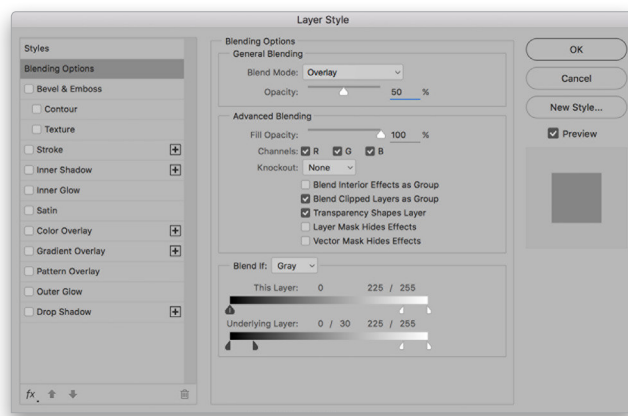 Layer Style
Styles
Blending Options
Bevel & Emboss
Contour
Texture
Stroke
Inner Shadow
Inner Glow
Satin
Color Overlay
Gradient Overlay
Pattern Overlay
Outer Glow
Drop Shadow
fx
Blending Options
General Blending
Blend Mode: Overlay
Opacity: 50 %
Advanced Blending
Fill Opacity: 100 %
Channels: R G B
Knockout: None
Blend Interior Effects as Group
Blend Clipped Layers as Group
Transparency Shapes Layer
Layer Mask Hides Effects
Vector Mask Hides Effects
Blend If: Gray
This Layer: 0 225 / 255
Underlying Layer: 0 / 30 225 / 255
OK
Cancel
New Style...
Preview